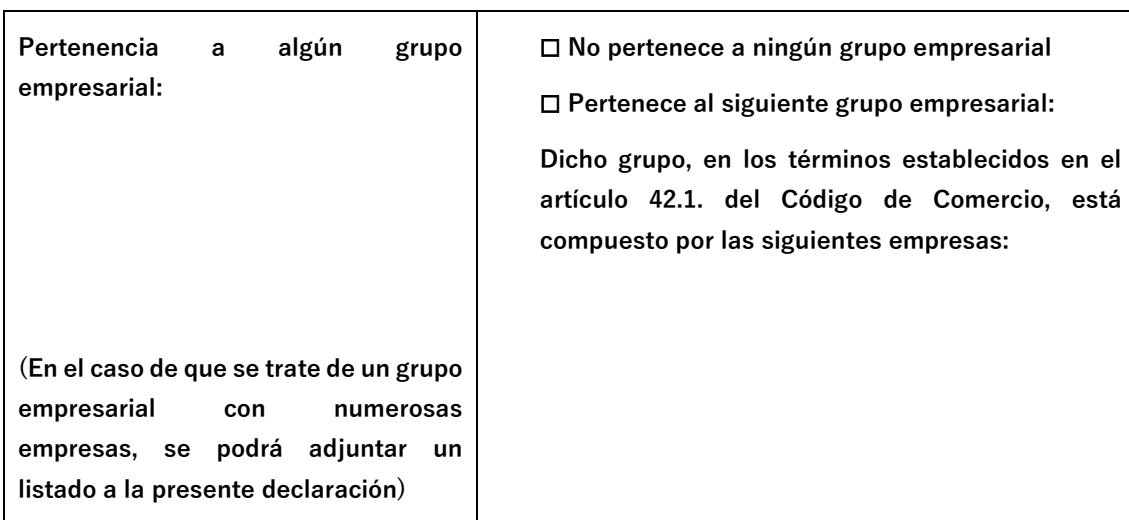 Pertenencia a algún grupo
empresarial:
(En el caso de que se trate de un grupo
empresarial con numerosas
empresas, se podrá adjuntar un
listado a la presente declaración)
☐ No pertenece a ningún grupo empresarial
☐ Pertenece al siguiente grupo empresarial:
Dicho grupo, en los términos establecidos en el
artículo 42.1. del Código de Comercio, está
compuesto por las siguientes empresas: